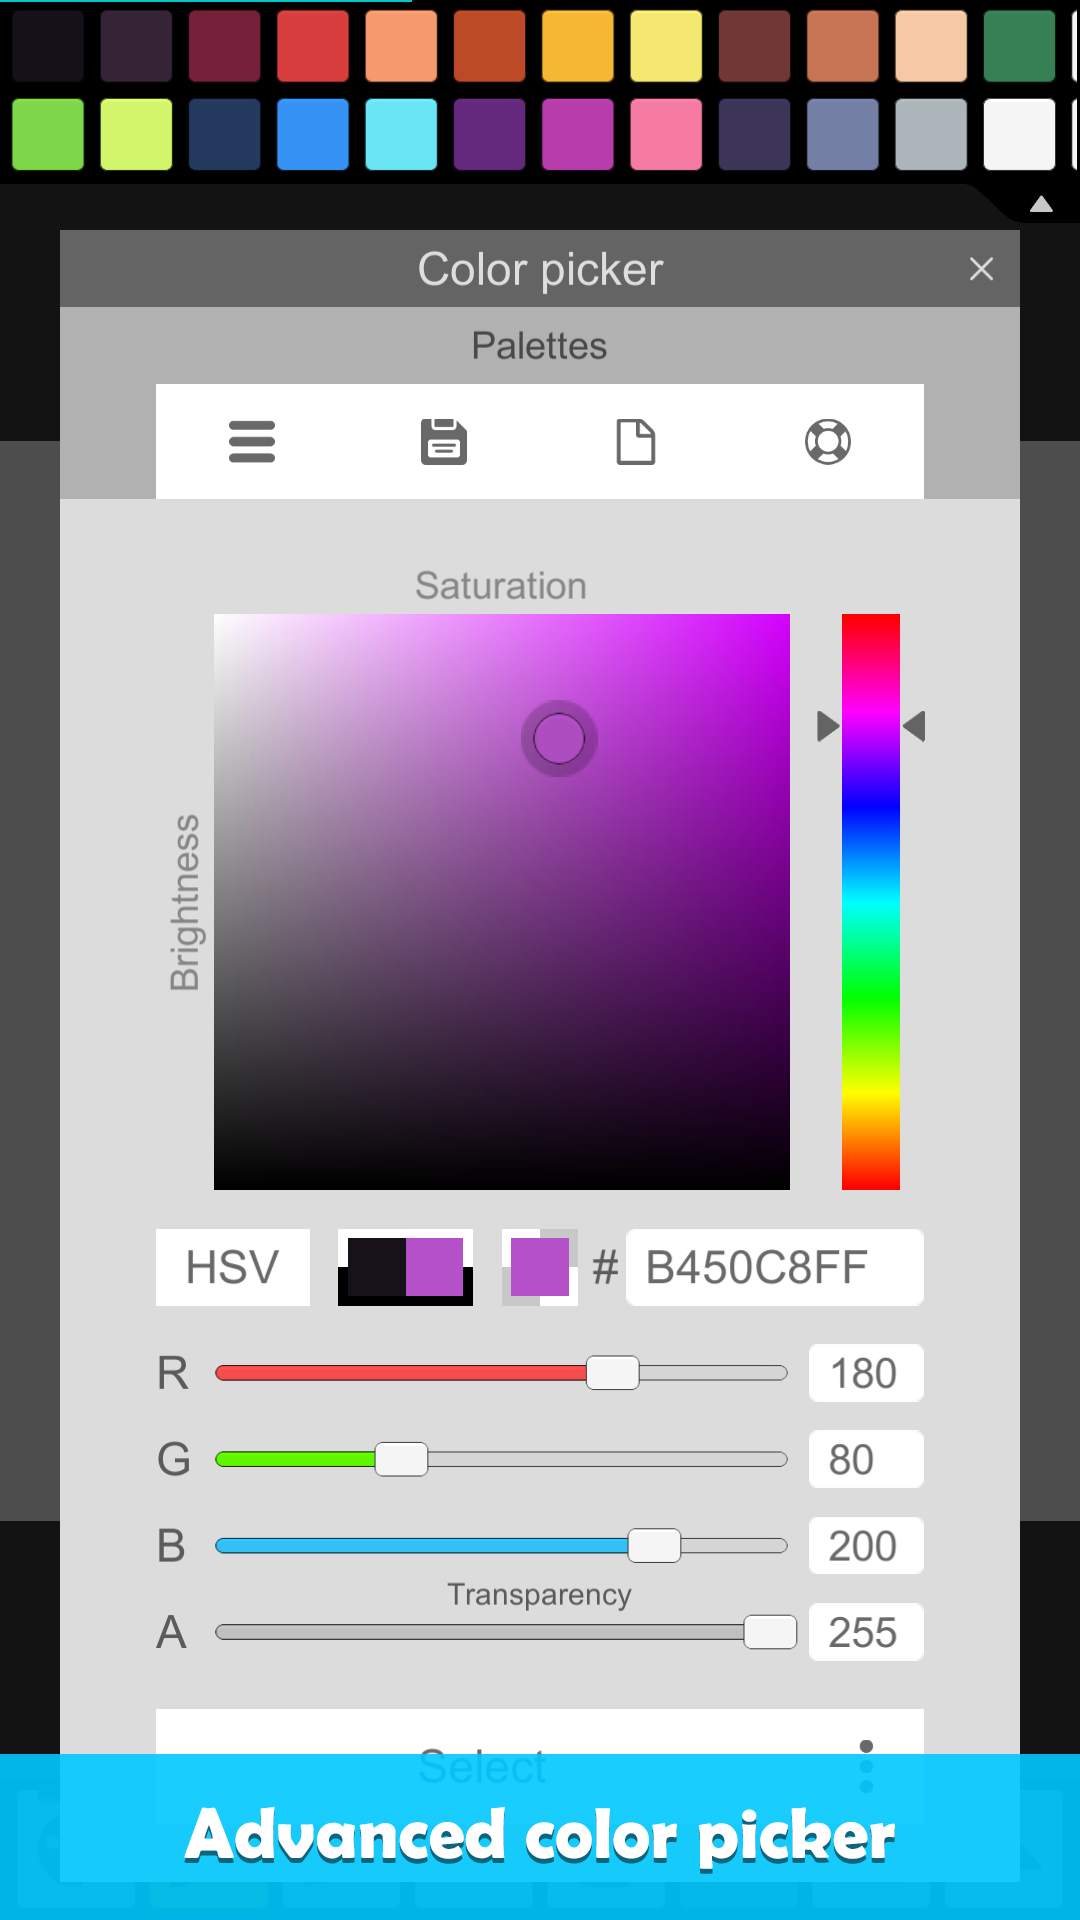 Color picker
Palettes
Saturation
Brightness
HSV
# B450C8FF
R 180
G 80
B 200
Transparency
A 255
Select
Advanced color picker